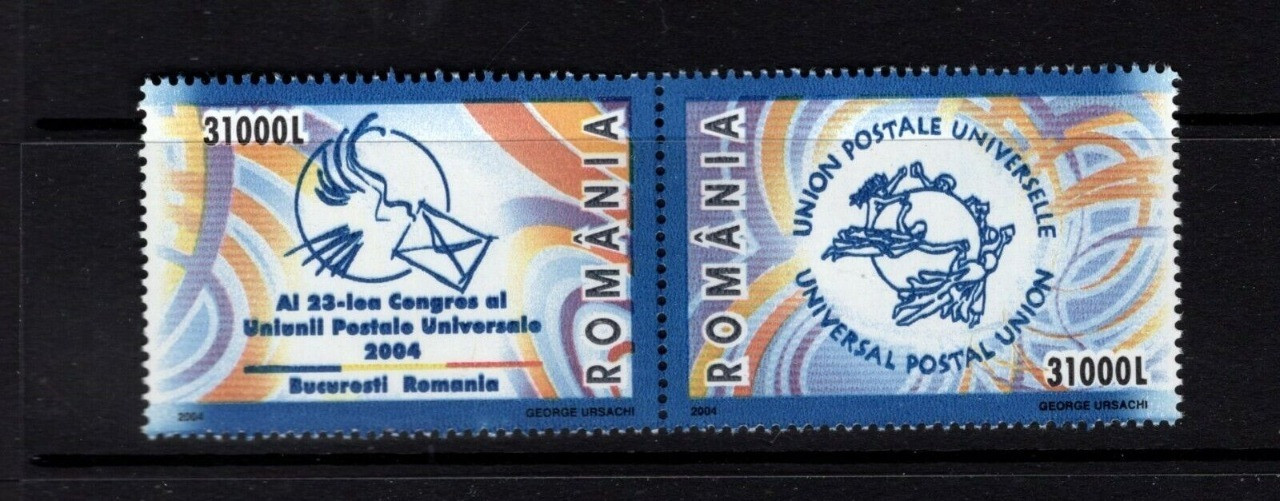 31000L
Al 23-lea Congres al
Uniunii Postale Universale
2004
Bucuresti Romania
ROMÂNIA
2004
GEORGE URSACHI
ROMÂNIA
UNION POSTALE UNIVERSELLE
UNIVERSAL POSTAL UNION
31000L
2004
GEORGE URSACHI